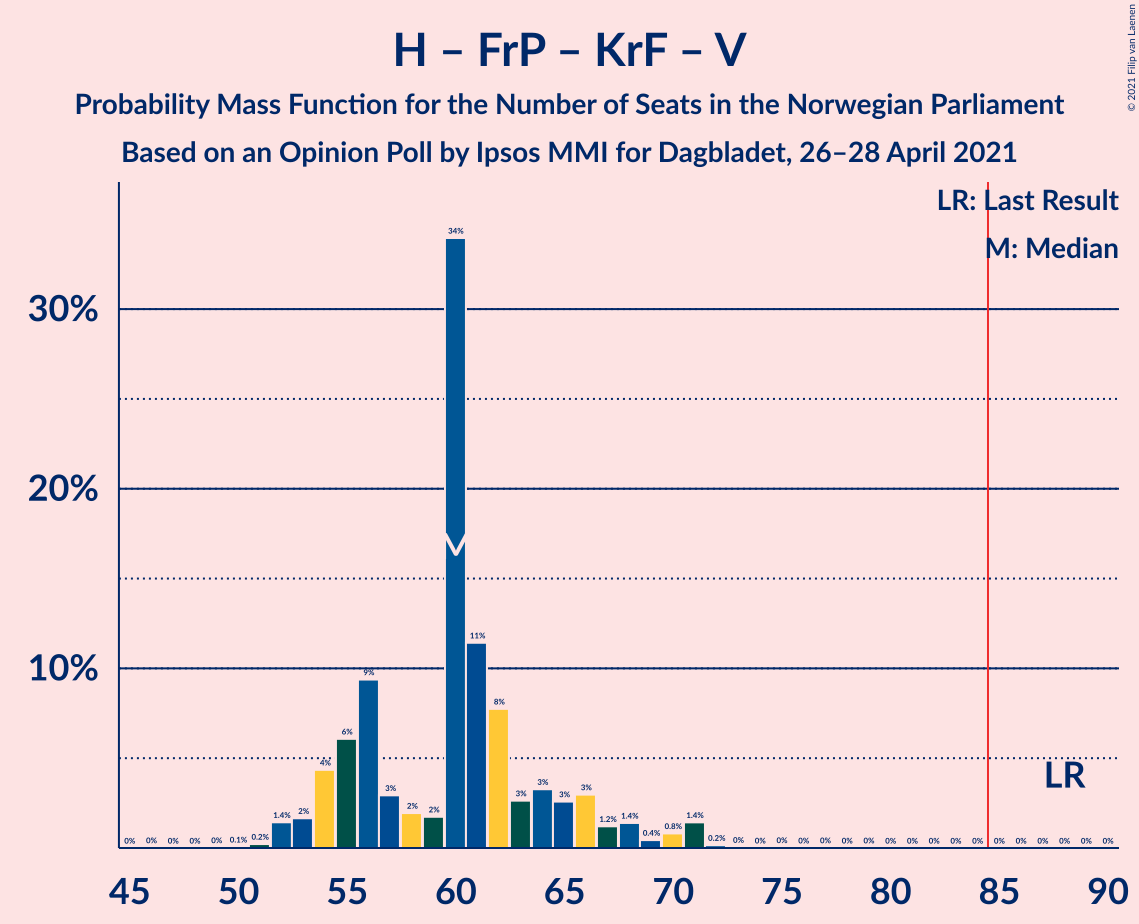 H – FrP – KrF – V
Probability Mass Function for the Number of Seats in the Norwegian Parliament
Based on an Opinion Poll by Ipsos MMI for Dagbladet, 26–28 April 2021
© 2021 Filip van Laenen
LR: Last Result
M: Median
30%
20%
10%
0% 0% 0% 0% 0% 0.1% 0.2% 1.4% 2% 4% 6% 9% 3% 2% 2% 34% 11% 8% 3% 3% 3% 3% 1.2% 1.4% 0.4% 0.8% 1.4% 0.2% 0% 0% 0% 0% 0% 0% 0% 0% 0% 0% 0% 0% 0% 0% 0% 0% 0% 0%
LR
45 50 55 60 65 70 75 80 85 90